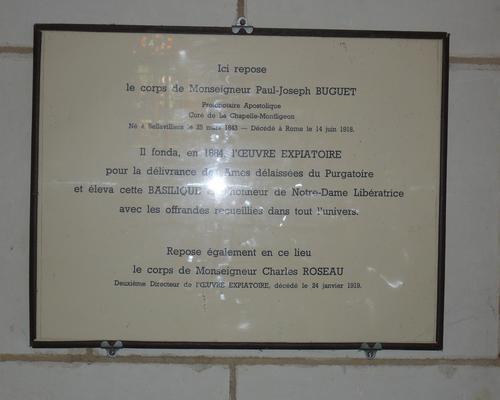 Ici repose
le corps de Monseigneur Paul-Joseph BUGUET
Protonotaire Apostolique
Curé de La Chapelle-Montligeon
Né à Bellavilliers le 25 mars 1843 — Décédé à Rome le 14 juin 1918.
Il fonda, en 1884, l'ŒUVRE EXPIATOIRE
pour la délivrance des Ames délaissées du Purgatoire
et éleva cette BASILIQUE en l'honneur de Notre-Dame Libératrice
avec les offrandes recueillies dans tout l'univers.
Repose également en ce lieu
le corps de Monseigneur Charles ROSEAU
Deuxième Directeur de l'ŒUVRE EXPIATOIRE, décédé le 24 janvier 1919.